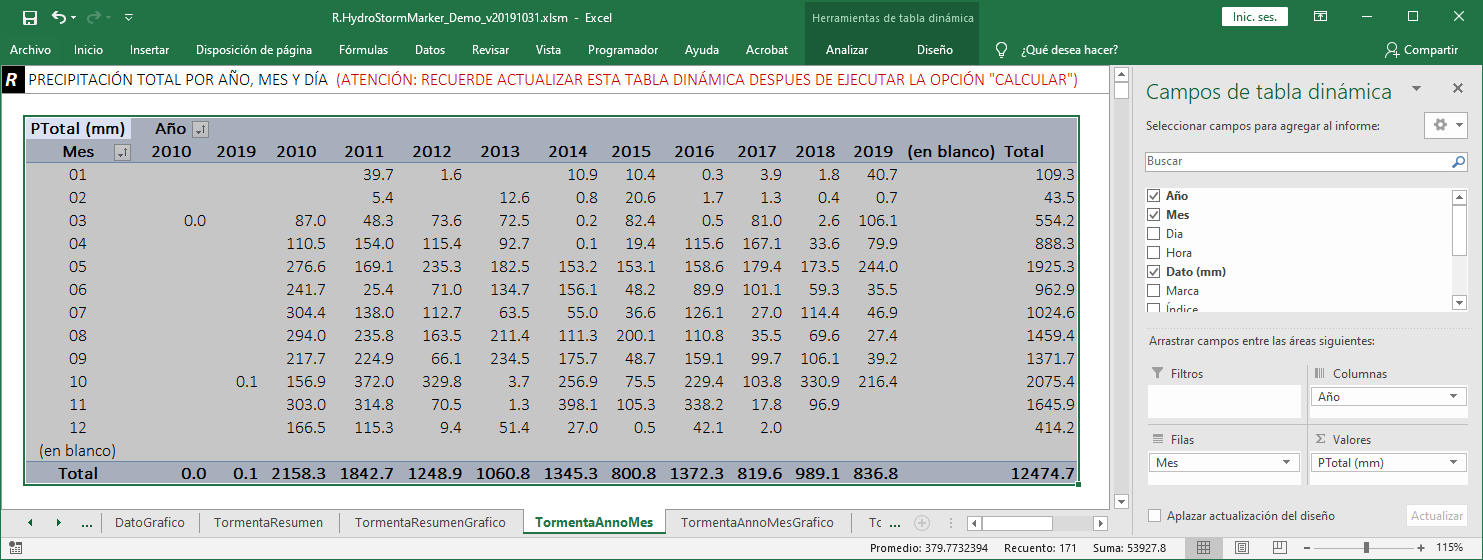 R.HydroStormMarker_Demo_v20191031.xlsm - Excel
Herramientas de tabla dinámica
Inic. ses.
Archivo Inicio Insertar Disposición de página Fórmulas Datos Revisar Vista Programador Ayuda Acrobat Analizar Diseño ¿Qué desea hacer? Compartir
R PRECIPITACIÓN TOTAL POR AÑO, MES Y DÍA (ATENCIÓN: RECUERDE ACTUALIZAR ESTA TABLA DINÁMICA DESPUES DE EJECUTAR LA OPCIÓN "CALCULAR")
PTotal (mm) Año
Mes 2010 2019 2010 2011 2012 2013 2014 2015 2016 2017 2018 2019 (en blanco) Total
01 39.7 1.6 10.9 10.4 0.3 3.9 1.8 40.7 109.3
02 5.4 12.6 0.8 20.6 1.7 1.3 0.4 0.7 43.5
03 0.0 87.0 48.3 73.6 72.5 0.2 82.4 0.5 81.0 2.6 106.1 554.2
04 110.5 154.0 115.4 92.7 0.1 19.4 115.6 167.1 33.6 79.9 888.3
05 276.6 169.1 235.3 182.5 153.2 153.1 158.6 179.4 173.5 244.0 1925.3
06 241.7 25.4 71.0 134.7 156.1 48.2 89.9 101.1 59.3 35.5 962.9
07 304.4 138.0 112.7 63.5 55.0 36.6 126.1 27.0 114.4 46.9 1024.6
08 294.0 235.8 163.5 211.4 111.3 200.1 110.8 35.5 69.6 27.4 1459.4
09 217.7 224.9 66.1 234.5 175.7 48.7 159.1 99.7 106.1 39.2 1371.7
10 0.1 156.9 372.0 329.8 3.7 256.9 75.5 229.4 103.8 330.9 216.4 2075.4
11 303.0 314.8 70.5 1.3 398.1 105.3 338.2 17.8 96.9 1645.9
12 166.5 115.3 9.4 51.4 27.0 0.5 42.1 2.0 414.2
(en blanco)
Total 0.0 0.1 2158.3 1842.7 1248.9 1060.8 1345.3 800.8 1372.3 819.6 989.1 836.8 12474.7
Campos de tabla dinámica
Seleccionar campos para agregar al informe:
Buscar
Año
Mes
Dia
Hora
Dato (mm)
Marca
Índice
Arrastrar campos entre las áreas siguientes:
Filtros
Columnas
Año
Filas
Σ Valores
Mes
PTotal (mm)
Aplazar actualización del diseño Actualizar
... DatoGrafico TormentaResumen TormentaResumenGrafico TormentaAnnoMes TormentaAnnoMesGrafico Tc ...
Promedio: 379.7732394 Recuento: 171 Suma: 53927.8 115%